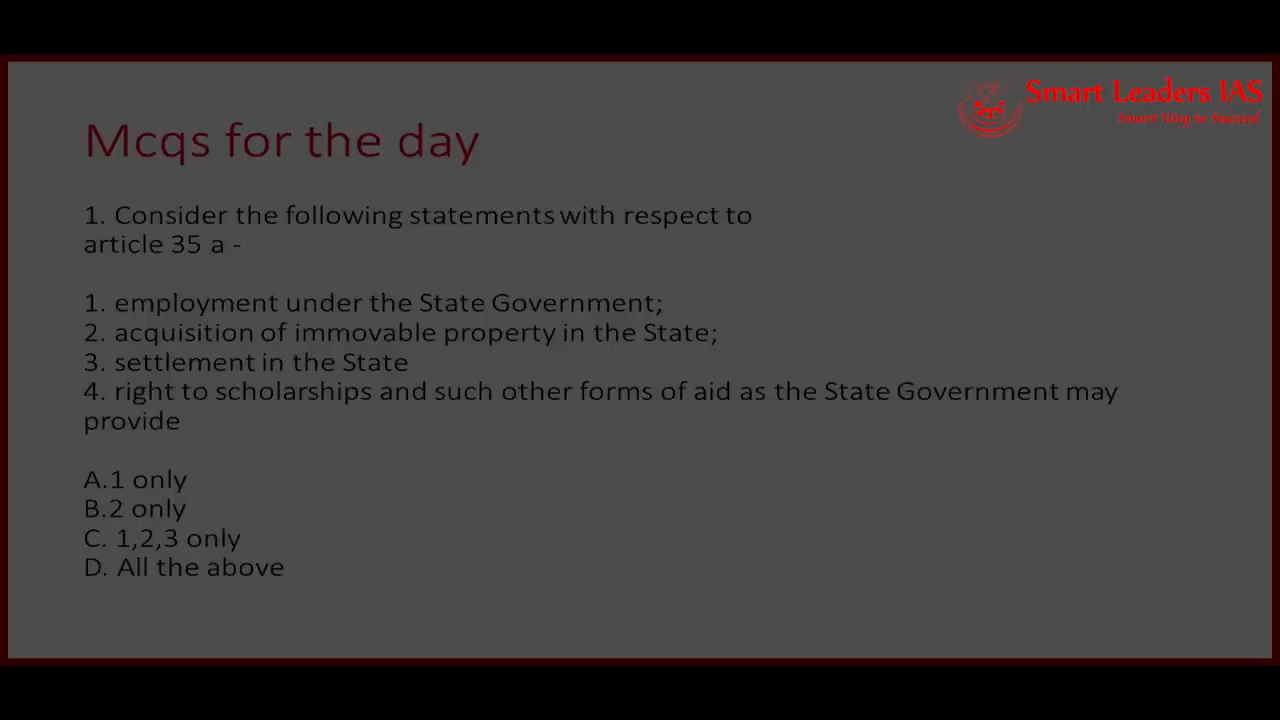 Smart Leaders IAS
Smart Way to Succeed
Mcqs for the day
1. Consider the following statements with respect to
article 35 a -
1. employment under the State Government;
2. acquisition of immovable property in the State;
3. settlement in the State
4. right to scholarships and such other forms of aid as the State Government may
provide
A.1 only
B.2 only
C. 1,2,3 only
D. All the above